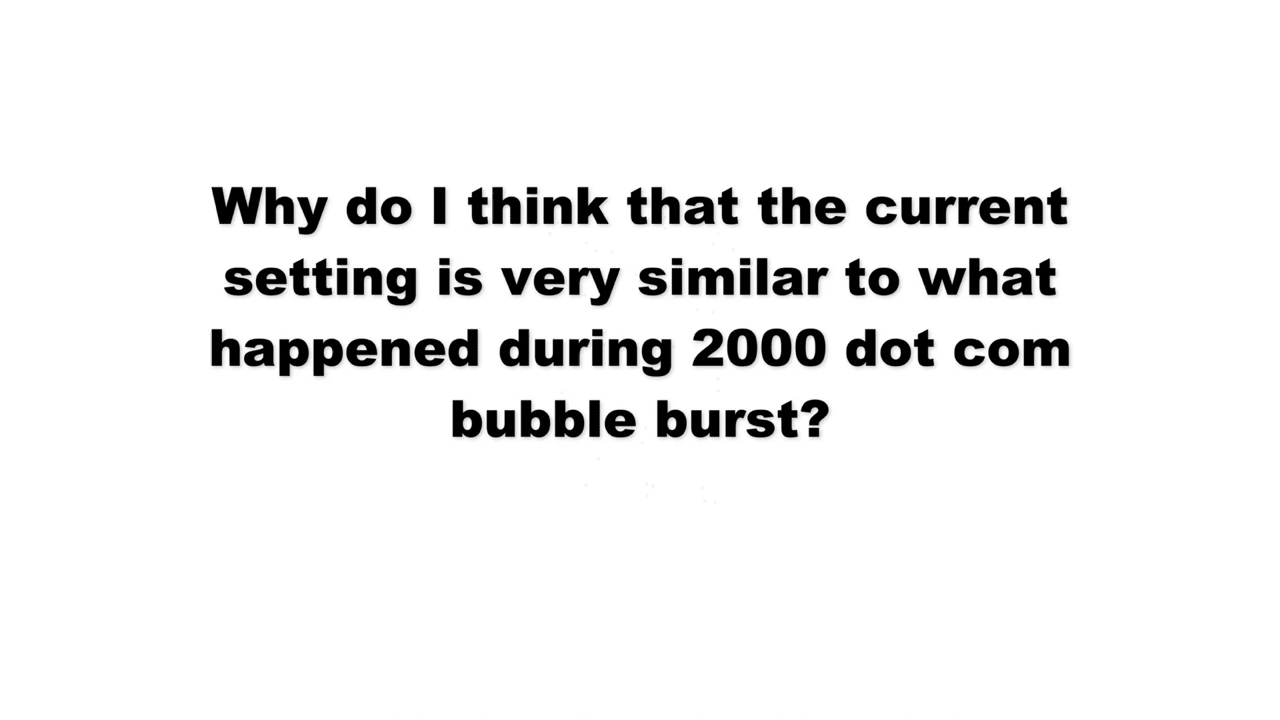 Why do I think that the current
setting is very similar to what
happened during 2000 dot com
bubble burst?